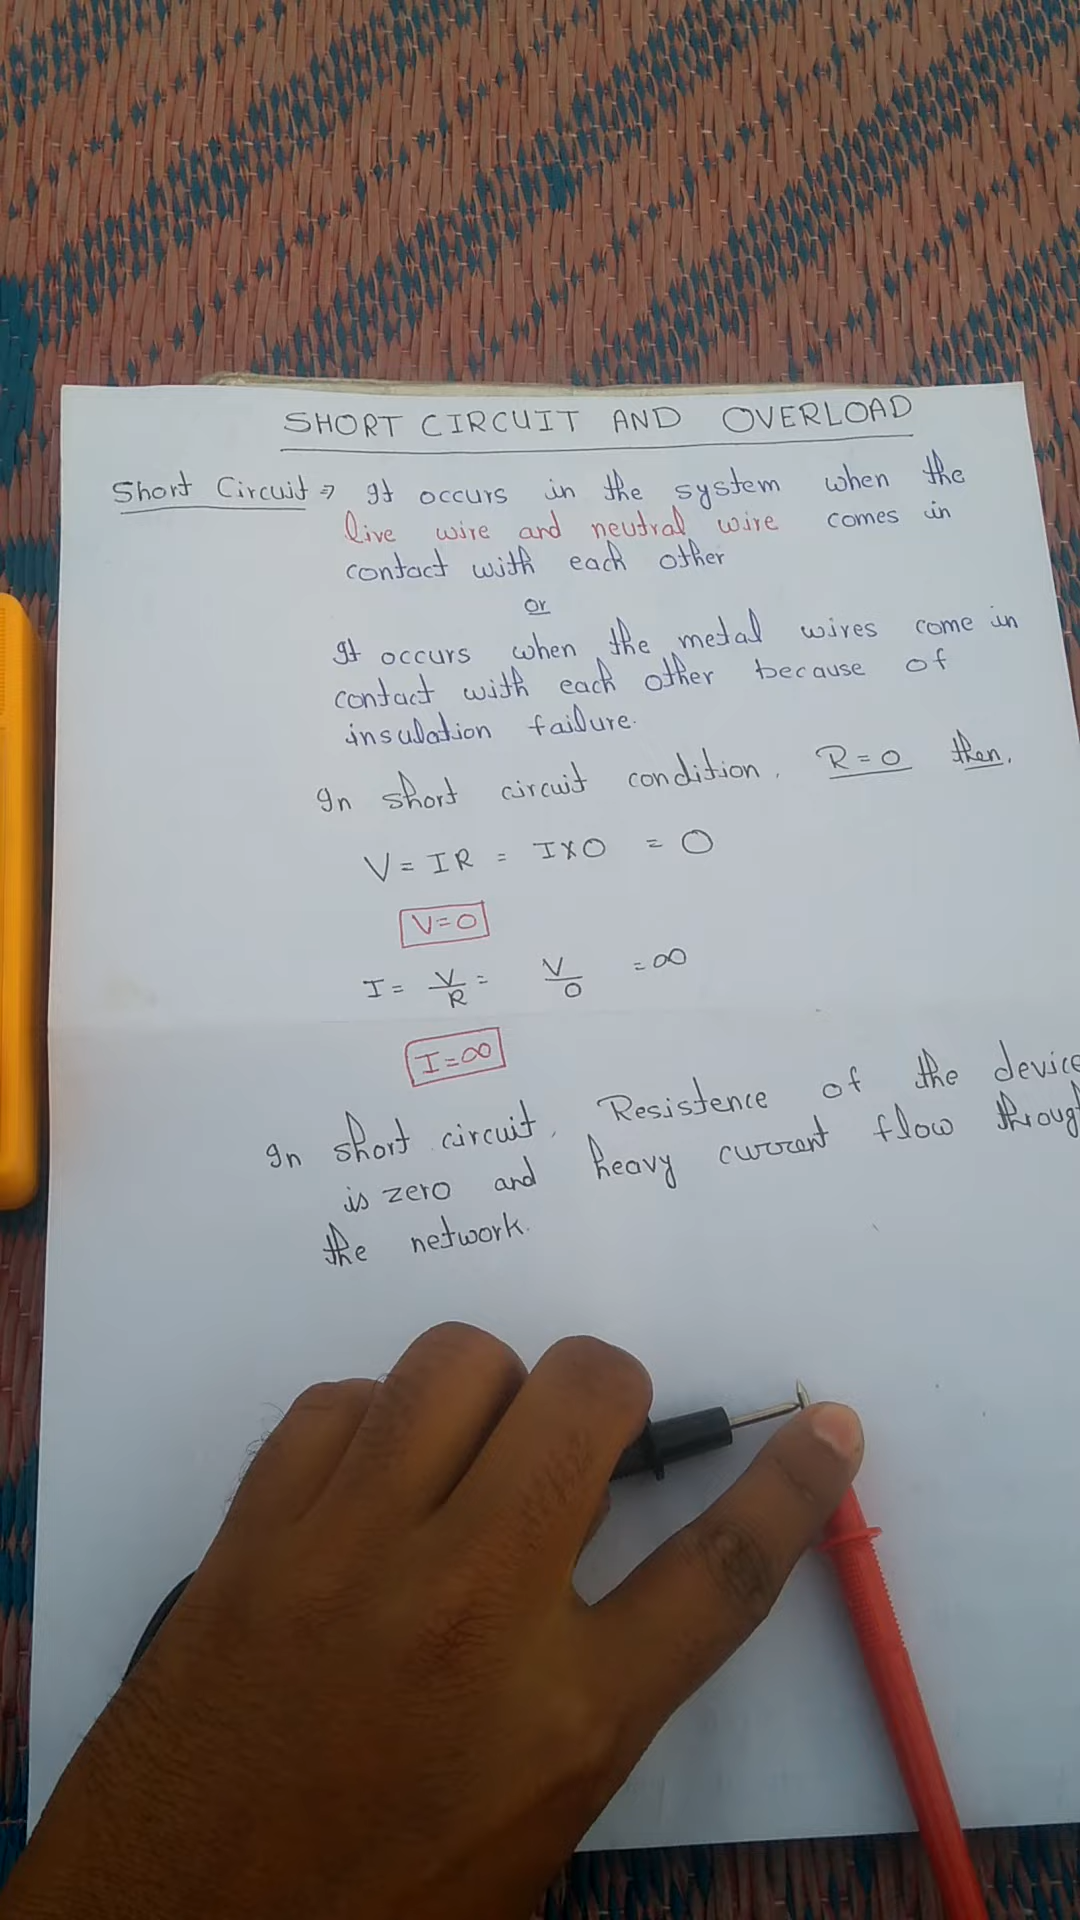 SHORT CIRCUIT AND OVERLOAD
Short Circuit ⇒ It occurs in the system when the
live wire and neutral wire comes in
contact with each other
or
It occurs when the metal wires come in
contact with each other because of
insulation failure.
In short circuit condition, R=0 then,
V = IR = I×0 = 0
V=0
I = V/R = V/0 = ∞
I=∞
In short circuit, Resistence of the device
is zero and heavy current flow throug
the network.